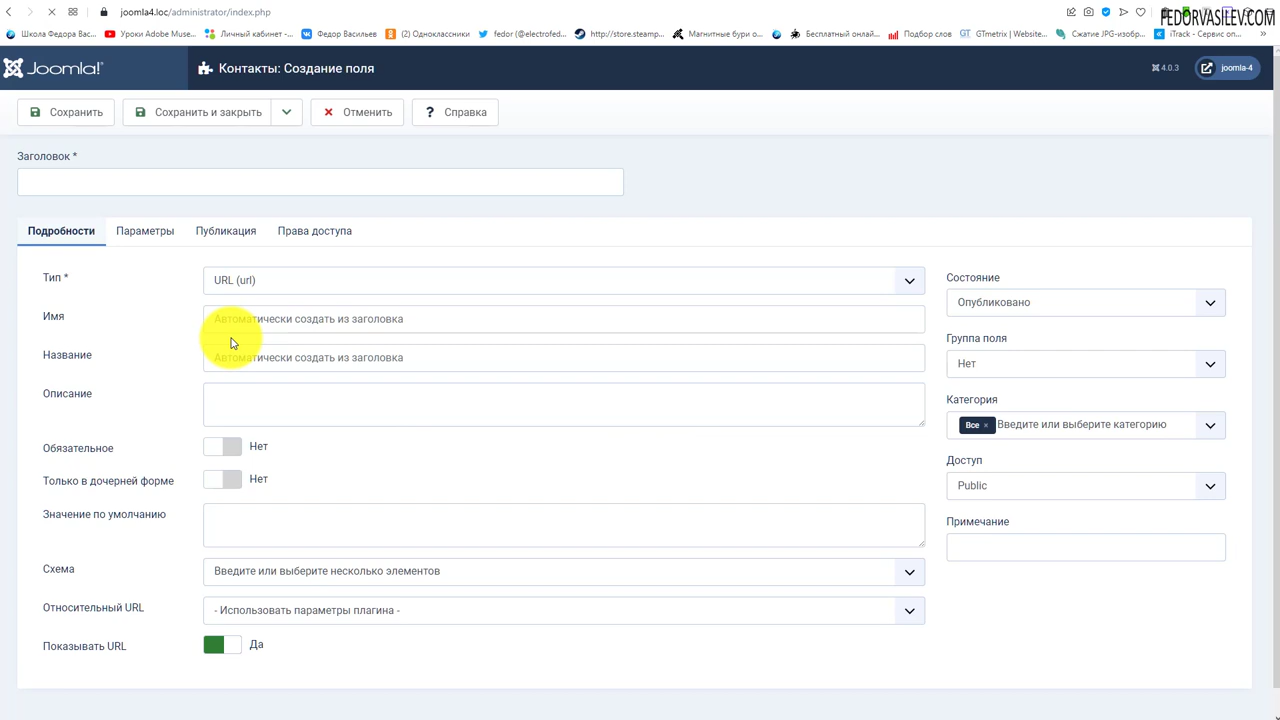 joomla4.loc/administrator/index.php
FEDORVASILEV.COM
Школа Федора Вас...
Уроки Adobe Muse...
Личный кабинет -...
Федор Васильев
(2) Одноклассники
fedor (@electrofed...
http://store.steamp...
Магнитные бури о...
Бесплатный онлай...
Подбор слов
GTmetrix | Website...
Сжатие JPG-изобр...
iTrack - Сервис оп...
Joomla!
Контакты: Создание поля
4.0.3
joomla-4
Сохранить
Сохранить и закрыть
Отменить
? Справка
Заголовок *
Подробности
Параметры
Публикация
Права доступа
Тип *
URL (url)
Имя
Автоматически создать из заголовка
Название
Автоматически создать из заголовка
Описание
Обязательное
Нет
Только в дочерней форме
Нет
Значение по умолчанию
Схема
Введите или выберите несколько элементов
Относительный URL
- Использовать параметры плагина -
Показывать URL
Да
Состояние
Опубликовано
Группа поля
Нет
Категория
Все × Введите или выберите категорию
Доступ
Public
Примечание